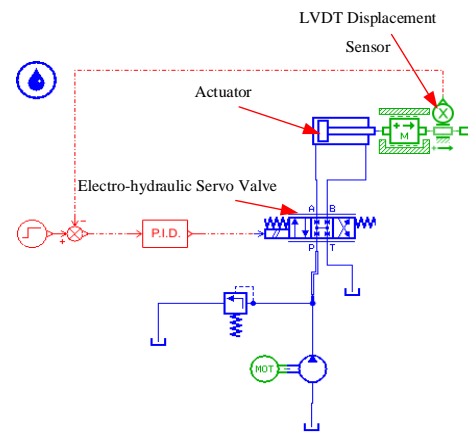 LVDT Displacement
Sensor
Actuator
X
M
Electro-hydraulic Servo Valve
A B
P.I.D.
P T
MOT